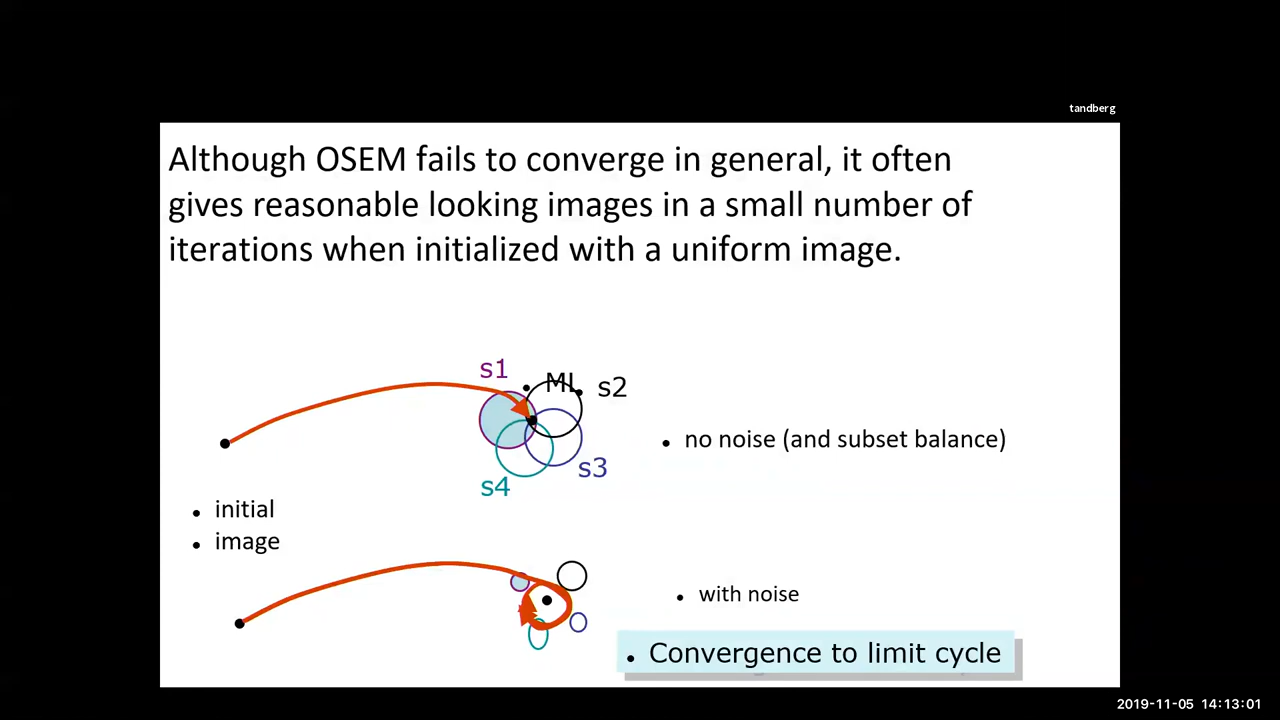 tandberg
Although OSEM fails to converge in general, it often
gives reasonable looking images in a small number of
iterations when initialized with a uniform image.
s1
• ML
s2
• no noise (and subset balance)
s3
s4
• initial
• image
• with noise
• Convergence to limit cycle
2019-11-05 14:13:01